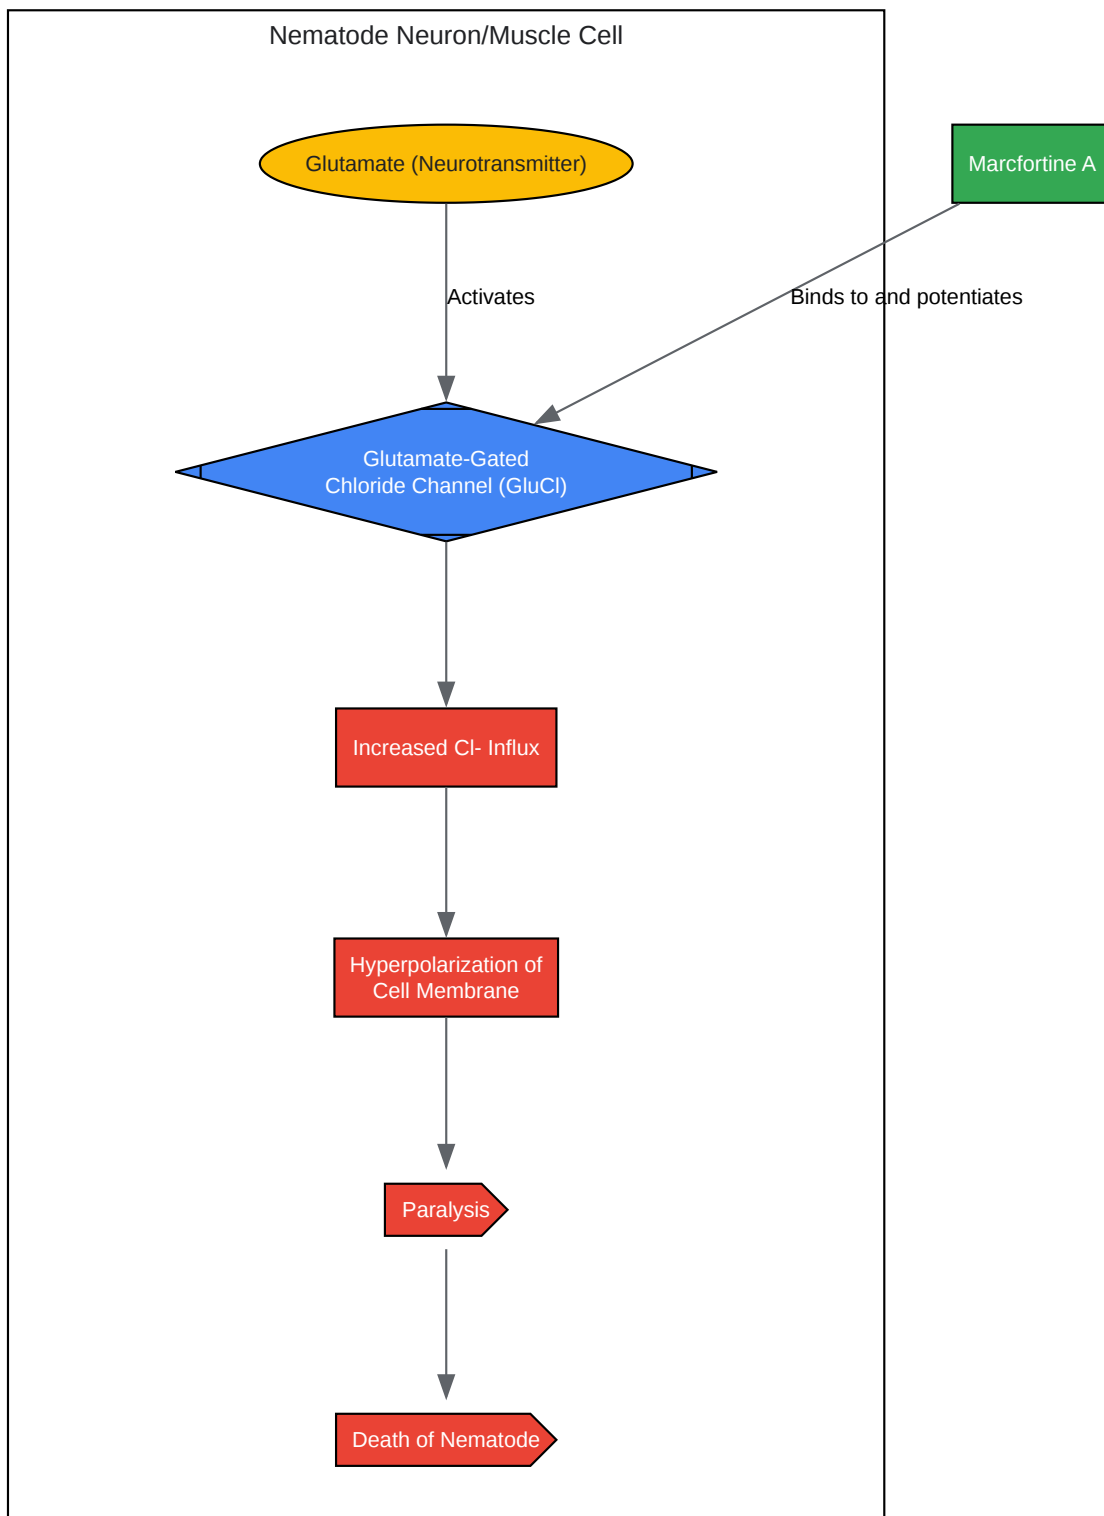 Nematode Neuron/Muscle Cell
Glutamate (Neurotransmitter)
Marcfortine A
Activates
Binds to and potentiates
Glutamate-Gated
Chloride Channel (GluCl)
Increased Cl- Influx
Hyperpolarization of
Cell Membrane
Paralysis
Death of Nematode